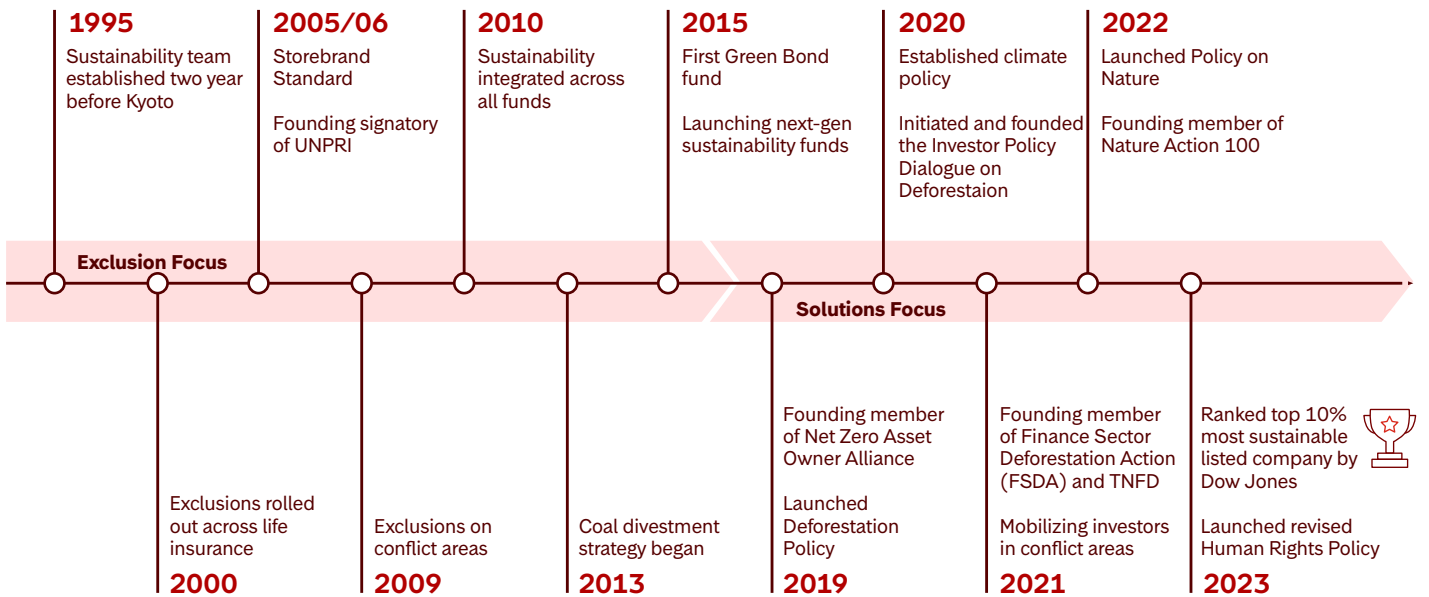 1995
Sustainability team
established two year
before Kyoto
2005/06
Storebrand
Standard
Founding signatory
of UNPRI
2010
Sustainability
integrated across
all funds
2015
First Green Bond
fund
Launching next-gen
sustainability funds
2020
Established climate
policy
Initiated and founded
the Investor Policy
Dialogue on
Deforestaion
2022
Launched Policy on
Nature
Founding member of
Nature Action 100
Exclusion Focus
Solutions Focus
Exclusions rolled
out across life
insurance
2000
Exclusions on
conflict areas
2009
Coal divestment
strategy began
2013
Founding member
of Net Zero Asset
Owner Alliance
Launched
Deforestation
Policy
2019
Founding member
of Finance Sector
Deforestation Action
(FSDA) and TNFD
Mobilizing investors
in conflict areas
2021
Ranked top 10%
most sustainable
listed company by
Dow Jones
Launched revised
Human Rights Policy
2023